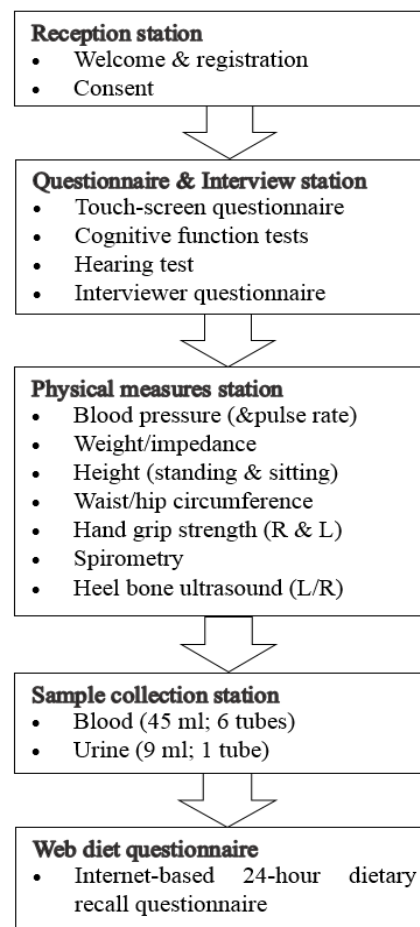 Reception station
• Welcome & registration
• Consent
Questionnaire & Interview station
• Touch-screen questionnaire
• Cognitive function tests
• Hearing test
• Interviewer questionnaire
Physical measures station
• Blood pressure (&pulse rate)
• Weight/impedance
• Height (standing & sitting)
• Waist/hip circumference
• Hand grip strength (R & L)
• Spirometry
• Heel bone ultrasound (L/R)
Sample collection station
• Blood (45 ml; 6 tubes)
• Urine (9 ml; 1 tube)
Web diet questionnaire
• Internet-based 24-hour dietary
recall questionnaire